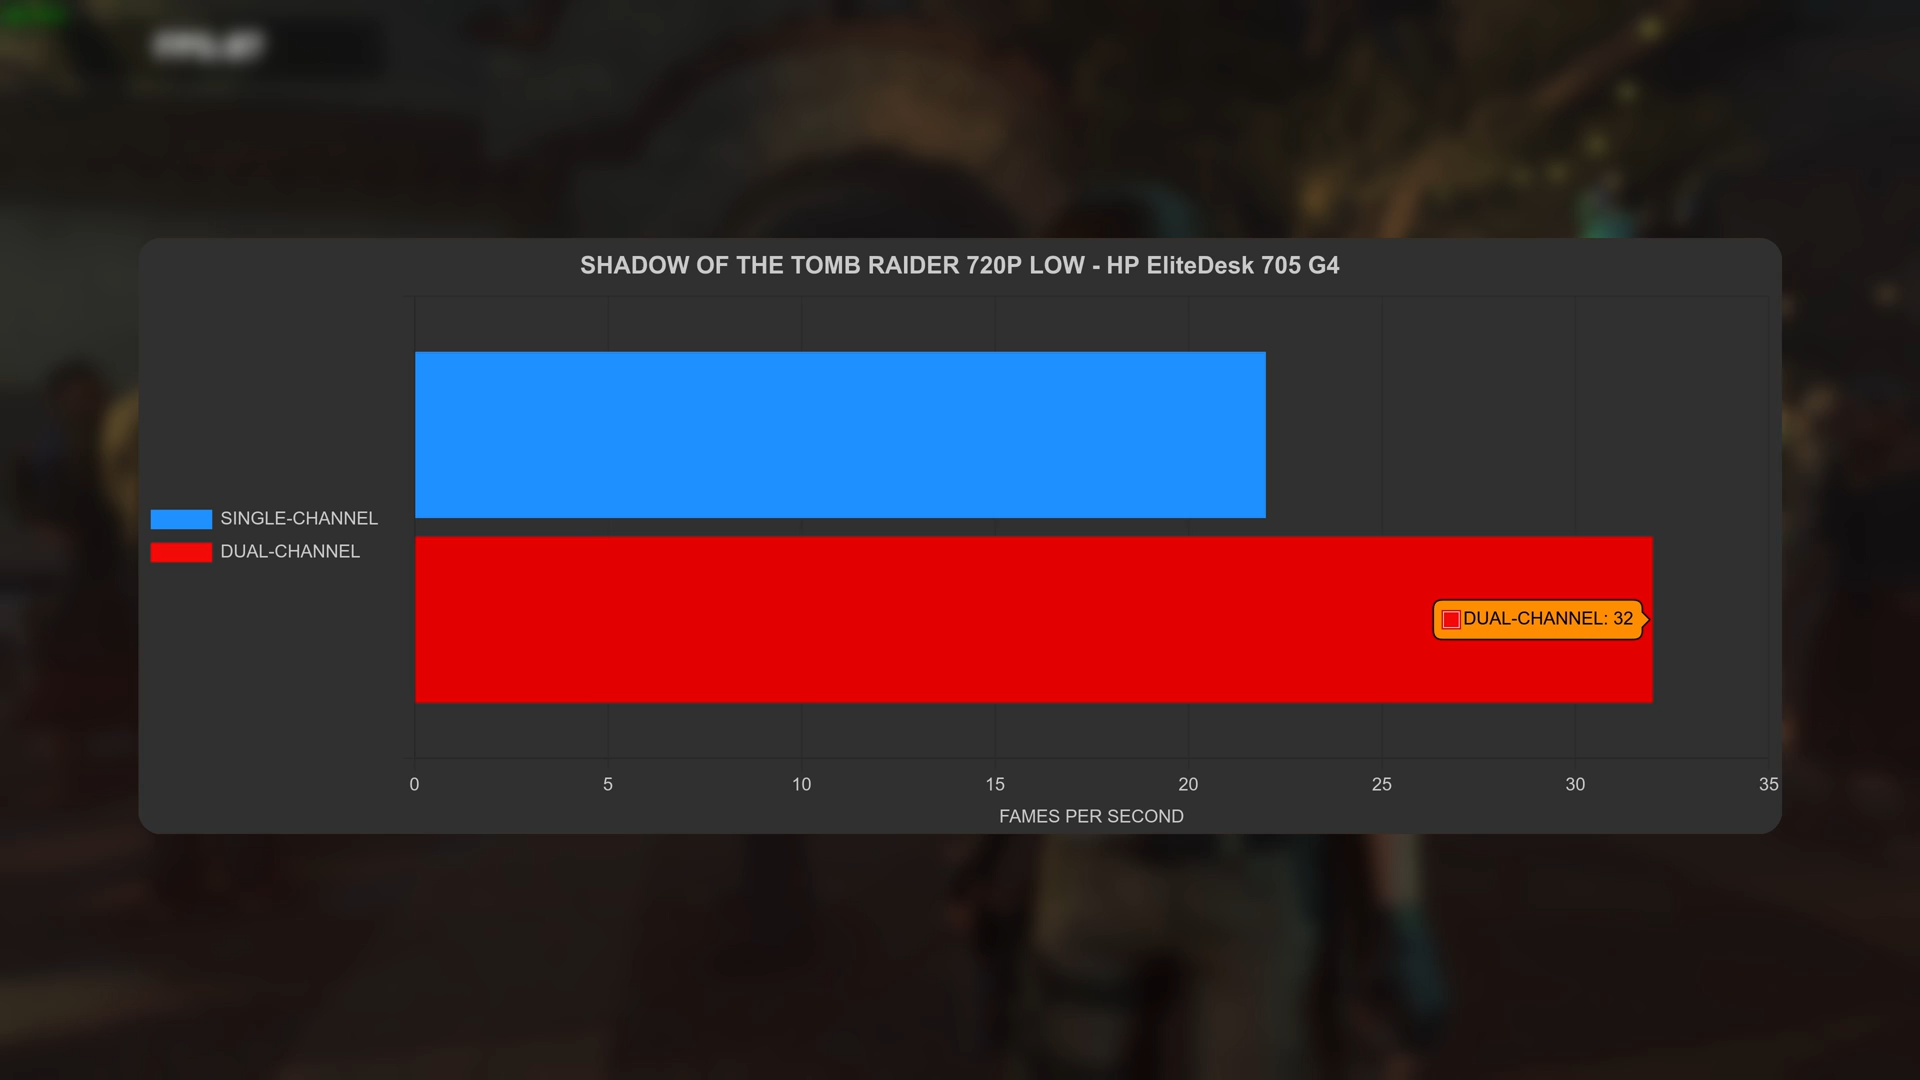 SHADOW OF THE TOMB RAIDER 720P LOW - HP EliteDesk 705 G4
SINGLE-CHANNEL
DUAL-CHANNEL
DUAL-CHANNEL: 32
0 5 10 15 20 25 30 35
FAMES PER SECOND